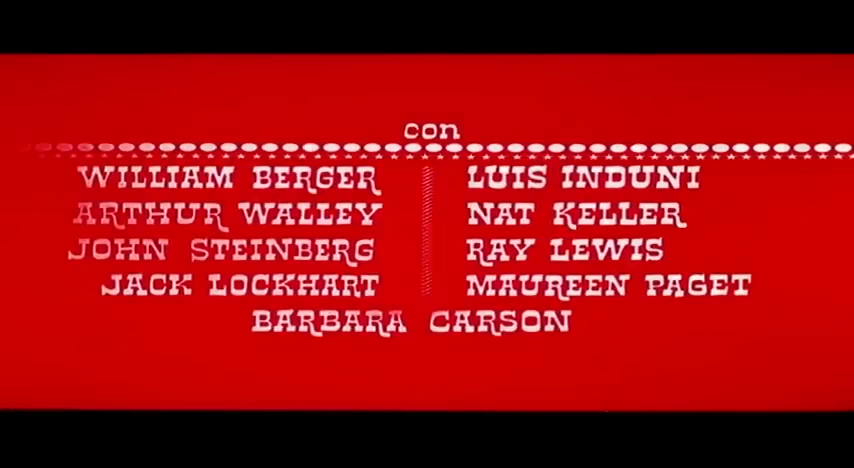 con
WILLIAM BERGER
ARTHUR WALLEY
JOHN STEINBERG
JACK LOCKHART
LUIS INDUNI
NAT KELLER
RAY LEWIS
MAUREEN PAGET
BARBARA CARSON